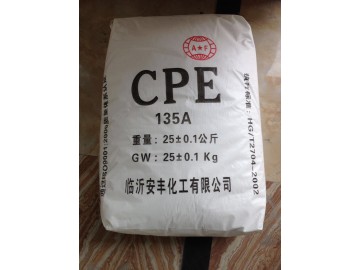 A★F
CPE
135A
重量：25±0.1公斤
GW：25±0.1 Kg
临沂安丰化工有限公司
执行标准：HG/T2704-2002